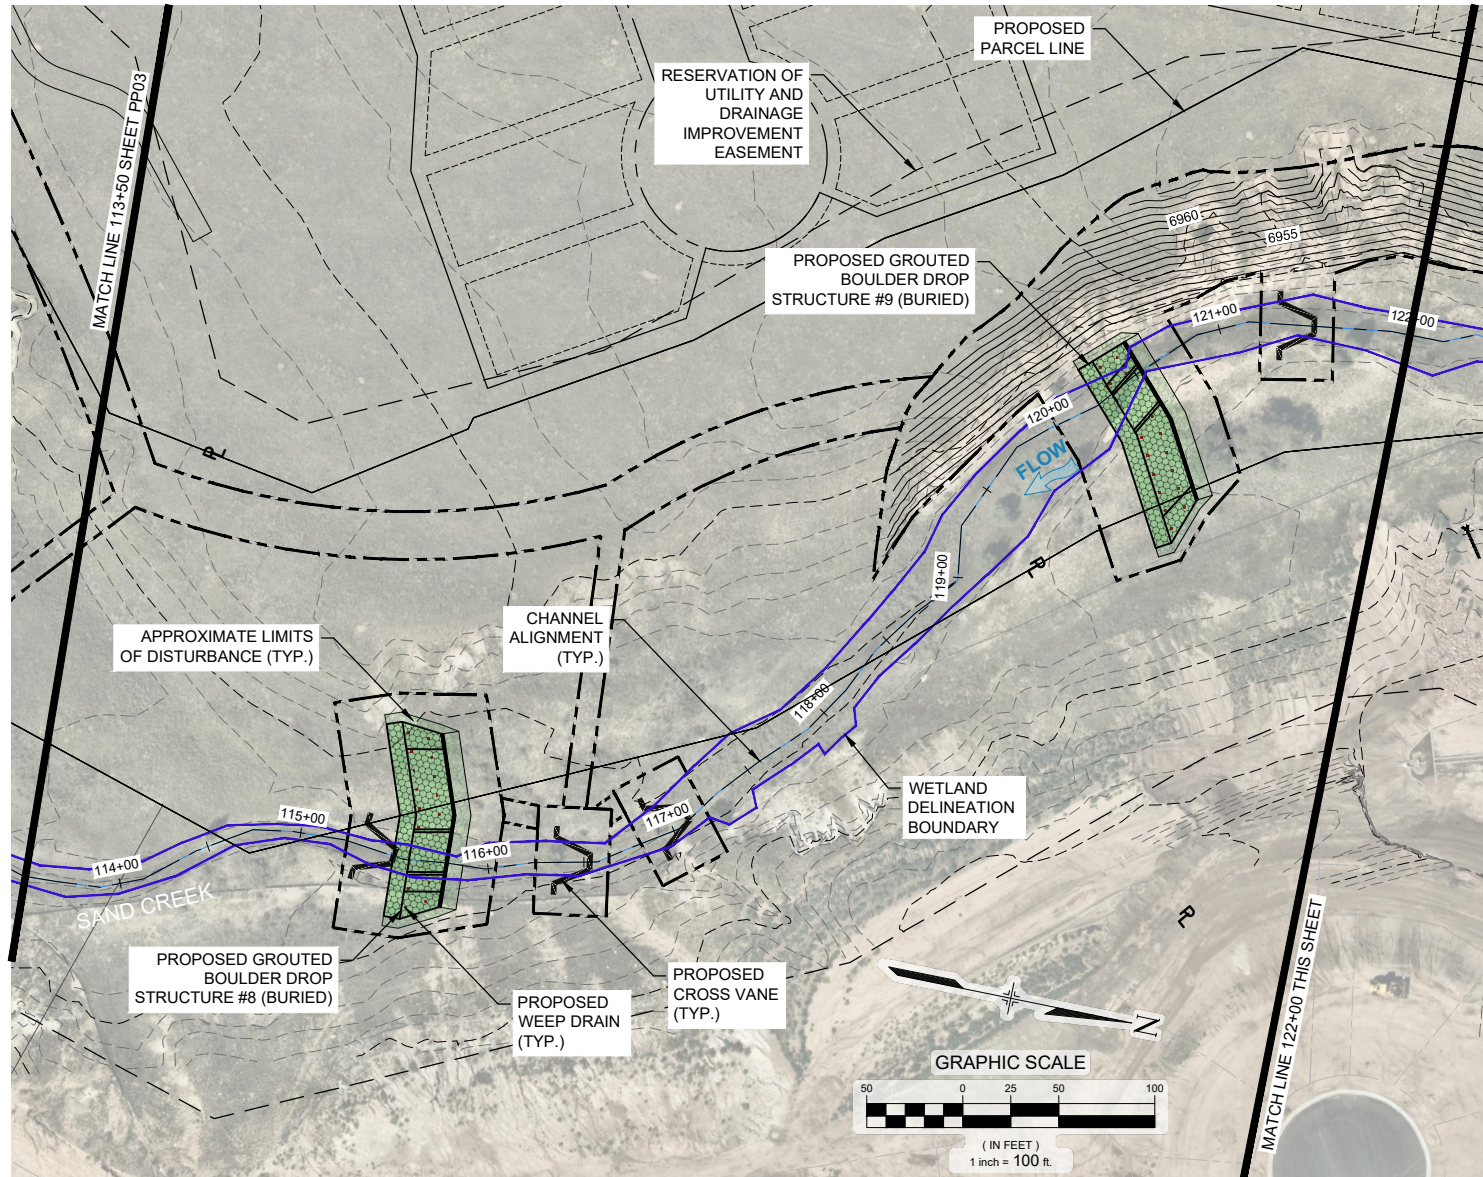 PROPOSED
PARCEL LINE
RESERVATION OF
UTILITY AND
DRAINAGE
IMPROVEMENT
EASEMENT
MATCH LINE 113+50 SHEET PP03
6960
6955
PROPOSED GROUTED
BOULDER DROP
STRUCTURE #9 (BURIED)
121+00
122+00
120+00
FLOW
PL
119+00
PL
CHANNEL
ALIGNMENT
(TYP.)
APPROXIMATE LIMITS
OF DISTURBANCE (TYP.)
118+00
WETLAND
DELINEATION
BOUNDARY
117+00
115+00
116+00
114+00
SAND CREEK
PL
PROPOSED GROUTED
BOULDER DROP
STRUCTURE #8 (BURIED)
PROPOSED
WEEP DRAIN
(TYP.)
PROPOSED
CROSS VANE
(TYP.)
N
MATCH LINE 122+00 THIS SHEET
GRAPHIC SCALE
50 0 25 50 100
( IN FEET )
1 inch = 100 ft.